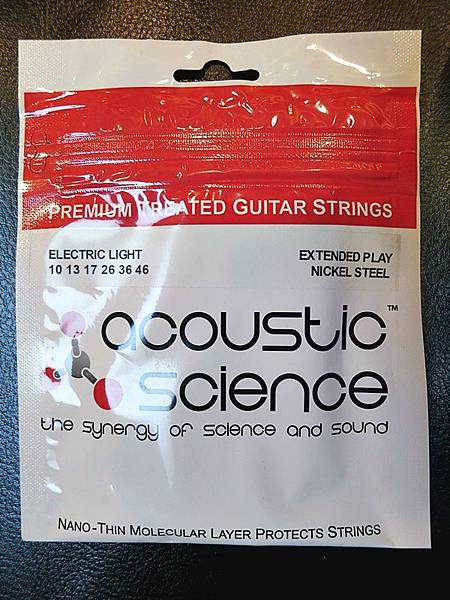 PREMIUM TREATED GUITAR STRINGS
ELECTRIC LIGHT
10 13 17 26 36 46
EXTENDED PLAY
NICKEL STEEL
acoustic™
science
the synergy of science and sound
NANO-THIN MOLECULAR LAYER PROTECTS STRINGS